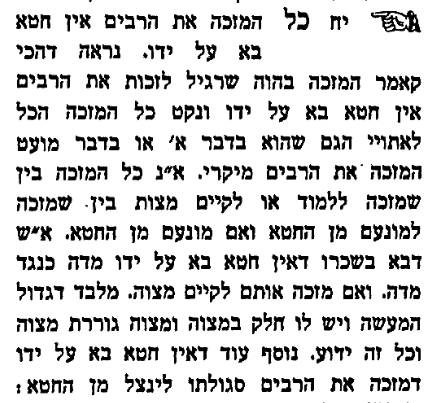 יח כל המזכה את הרבים אין חטא
בא על ידו. נראה דהכי
קאמר המזכה בהוה שרגיל לזכות את הרבים
אין חטא בא על ידו ונקט כל המזכה הכל
לאתויי הגם שהוא בדבר א׳ או בדבר מועט
המזכה את הרבים מיקרי. א״נ כל המזכה בין
שמזכה ללמוד או לקיים מצות בין שמזכה
למונעם מן החטא ואם מונעם מן החטא. א״ש
דבא בשכרו דאין חטא בא על ידו מדה כנגד
מדה. ואם מזכה אותם לקיים מצוה. מלבד דגדול
המעשה ויש לו חלק במצוה ומצוה גוררת מצוה
וכל זה ידוע. נוסף עוד דאין חטא בא על ידו
דמזכה את הרבים סגולתו לינצל מן החטא: